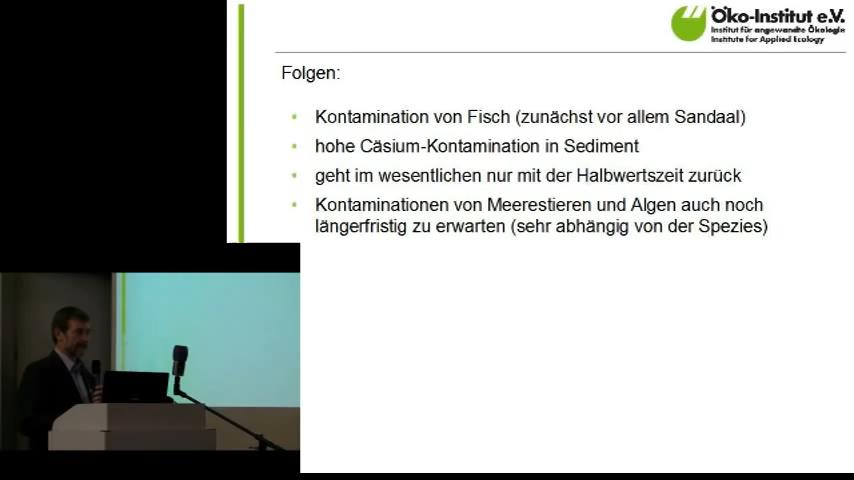 Öko-Institut e.V.
Institut für angewandte Ökologie
Institute for Applied Ecology
Folgen:
• Kontamination von Fisch (zunächst vor allem Sandaal)
• hohe Cäsium-Kontamination in Sediment
• geht im wesentlichen nur mit der Halbwertszeit zurück
• Kontaminationen von Meerestieren und Algen auch noch
längerfristig zu erwarten (sehr abhängig von der Spezies)